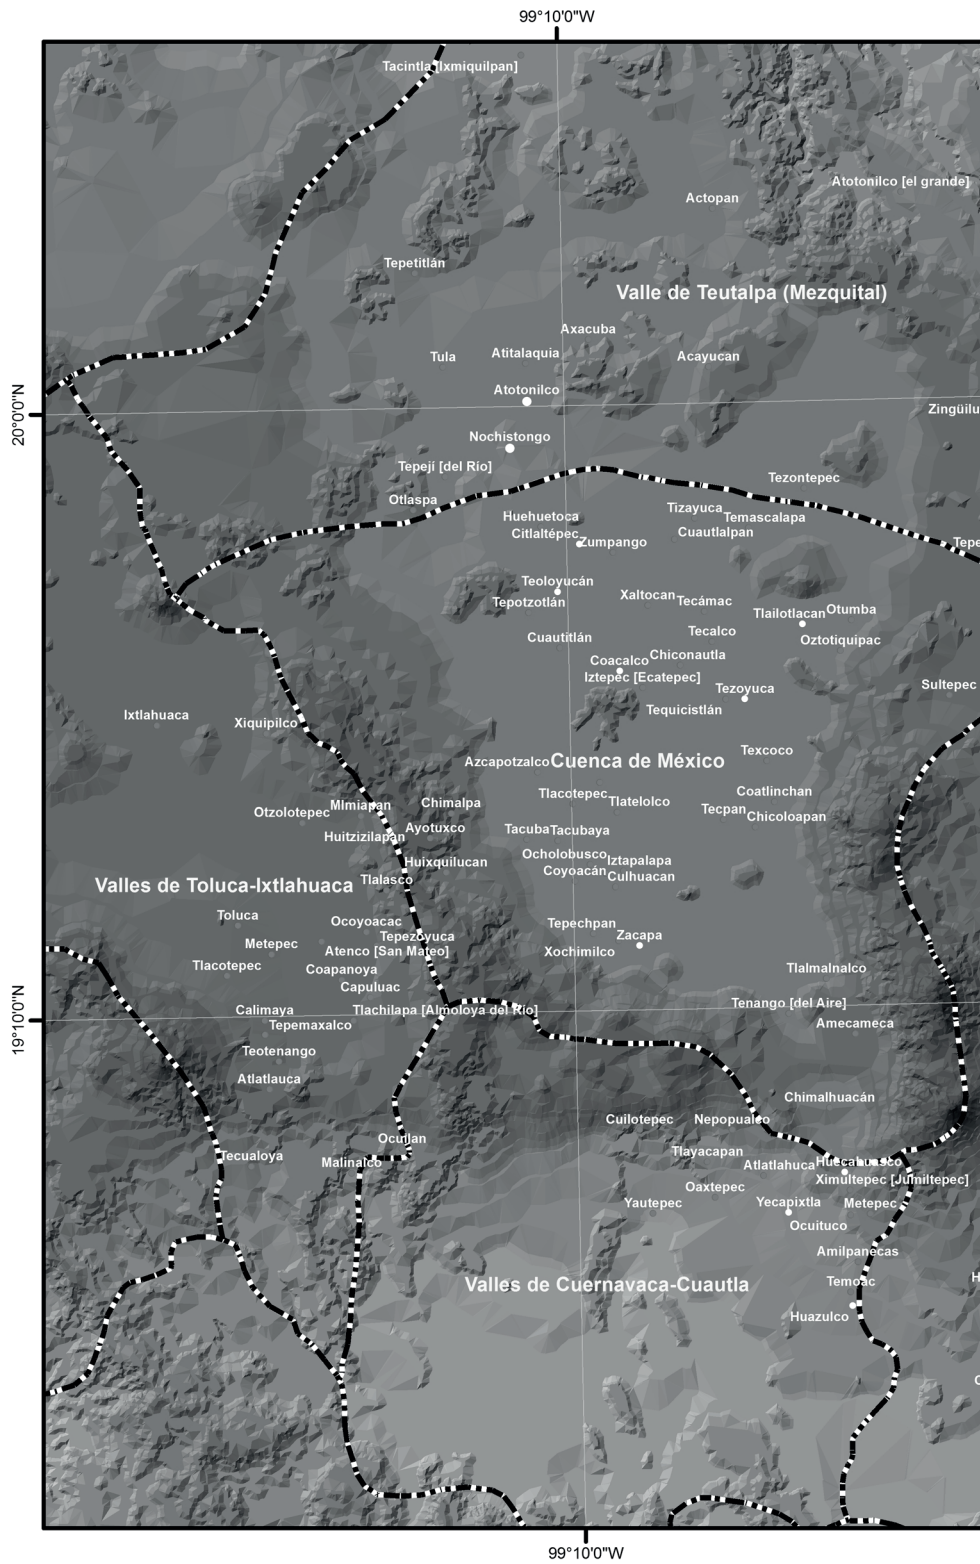 99°10'0"W
Tacintla [Ixmiquilpan]
Atotonilco [el grande]
Actopan
Tepetitlán
Valle de Teutalpa (Mezquital)
Axacuba
Tula
Atitalaquia
Acayucan
Atotonilco
20°0'0"N
Zingüilu
Nochistongo
Tepejí [del Río]
Tezontepec
Otlaspa
Tizayuca
Huehuetoca
Temascalapa
Citlaltépec
Cuautlalpan
Zumpango
Tepe
Teoloyucán
Xaltocan
Tecámac
Tepotzotlán
Tlailotlacan
Otumba
Cuautitlán
Tecalco
Oztotiquipac
Chiconautla
Coacalco
Iztepec [Ecatepec]
Sultepec
Tezoyuca
Tequicistlán
Ixtlahuaca
Xiquipilco
Texcoco
Azcapotzalco
Cuenca de México
Coatlinchan
Tlacotepec
Tlatelolco
Otzolotepec
MImiapan
Chimalpa
Tecpan
Chicoloapan
Huitzizilapan
Ayotuxco
Tacuba
Tacubaya
Ocholobusco
Huixquilucan
Iztapalapa
Coyoacán
Culhuacan
Tlalasco
Valles de Toluca-Ixtlahuaca
Toluca
Ocoyoacac
Tepechpan
Tepezoyuca
Zacapa
Metepec
Atenco [San Mateo]
Xochimilco
Tlacotepec
Coapanoya
Tlalmalnalco
Capuluac
Tenango [del Aire]
Calimaya
Tlachilapa [Almoloya del Río]
19°10'0"N
Tepemaxalco
Amecameca
Teotenango
Atlatlauca
Chimalhuacán
Cuilotepec
Nepopualco
Ocuilan
Tlayacapan
Tecualoya
Malinalco
Atlatlahuca
Huecahuasco
Ximultepec [Jumiltepec]
Oaxtepec
Yautepec
Yecapixtla
Metepec
Ocuituco
Amilpanecas
H
Valles de Cuernavaca-Cuautla
Temoac
Huazulco
99°10'0"W